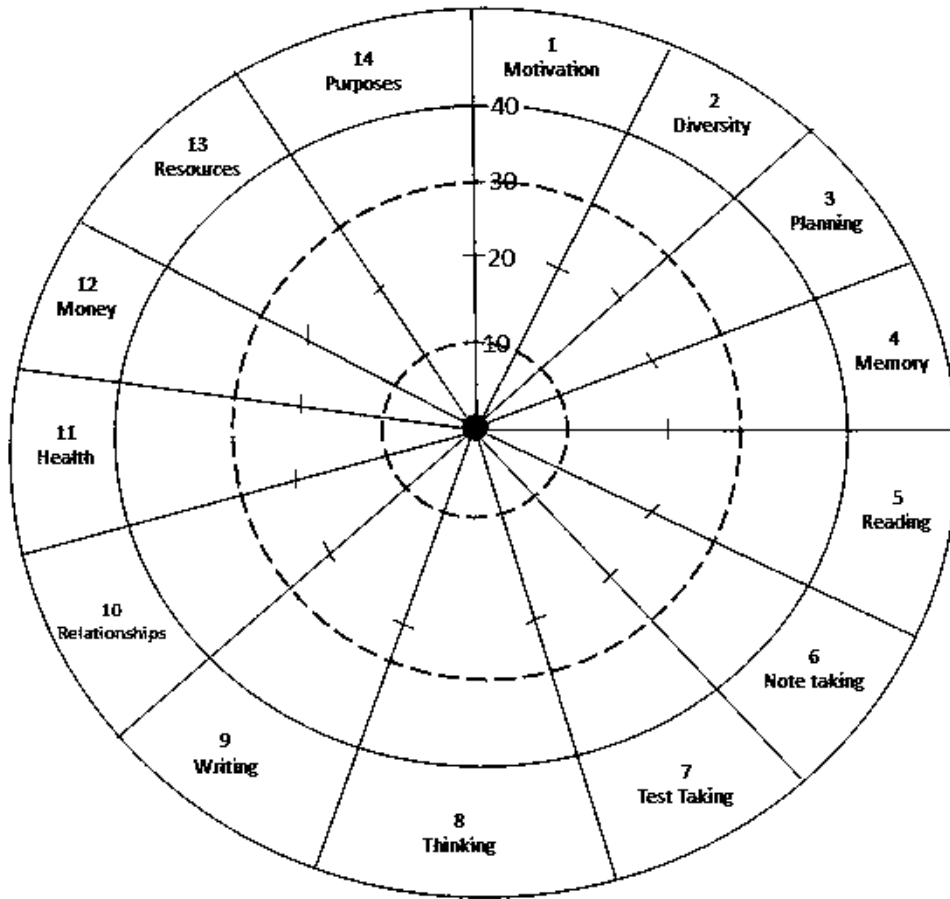 1
Motivation
2
Diversity
3
Planning
4
Memory
5
Reading
6
Note taking
7
Test Taking
8
Thinking
9
Writing
10
Relationships
11
Health
12
Money
13
Resources
14
Purposes
40
30
20
10